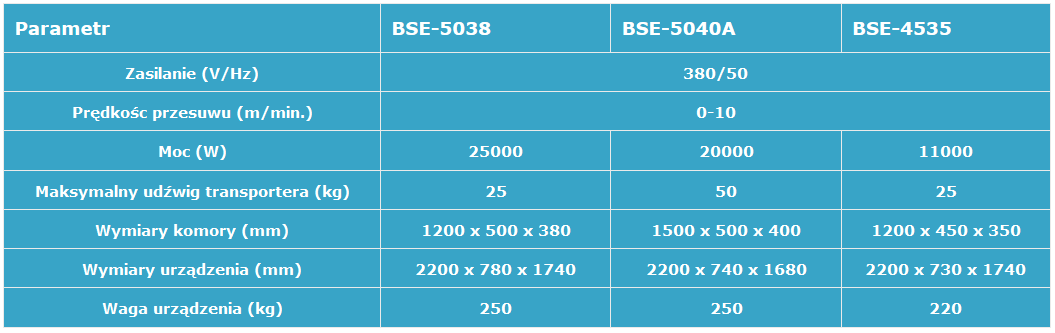 Parametr BSE-5038 BSE-5040A BSE-4535
Zasilanie (V/Hz) 380/50
Prędkośc przesuwu (m/min.) 0-10
Moc (W) 25000 20000 11000
Maksymalny udźwig transportera (kg) 25 50 25
Wymiary komory (mm) 1200 x 500 x 380 1500 x 500 x 400 1200 x 450 x 350
Wymiary urządzenia (mm) 2200 x 780 x 1740 2200 x 740 x 1680 2200 x 730 x 1740
Waga urządzenia (kg) 250 250 220